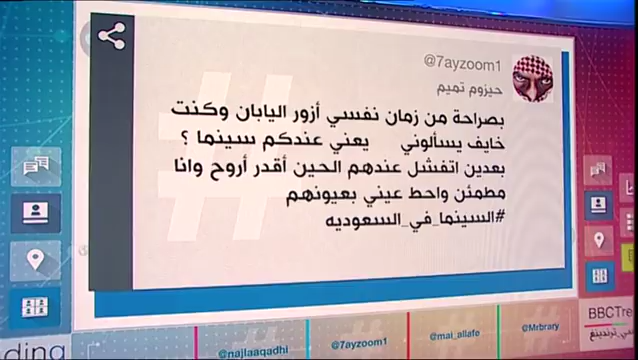 @7ayzoom1
حيزوم تميم
بصراحة من زمان نفسي أزور اليابان وكنت
خايف يسألوني يعني عندكم سينما ؟
بعدين اتفشل عندهم الحين أقدر أروح وانا
مطمئن واحط عيني بعيونهم
#السينما_في_السعوديه
#
BBCTre
ي_ترندينغ
ding
@najlaaqadhi
@7ayzoom1
@mai_allafe
@Mrbrary